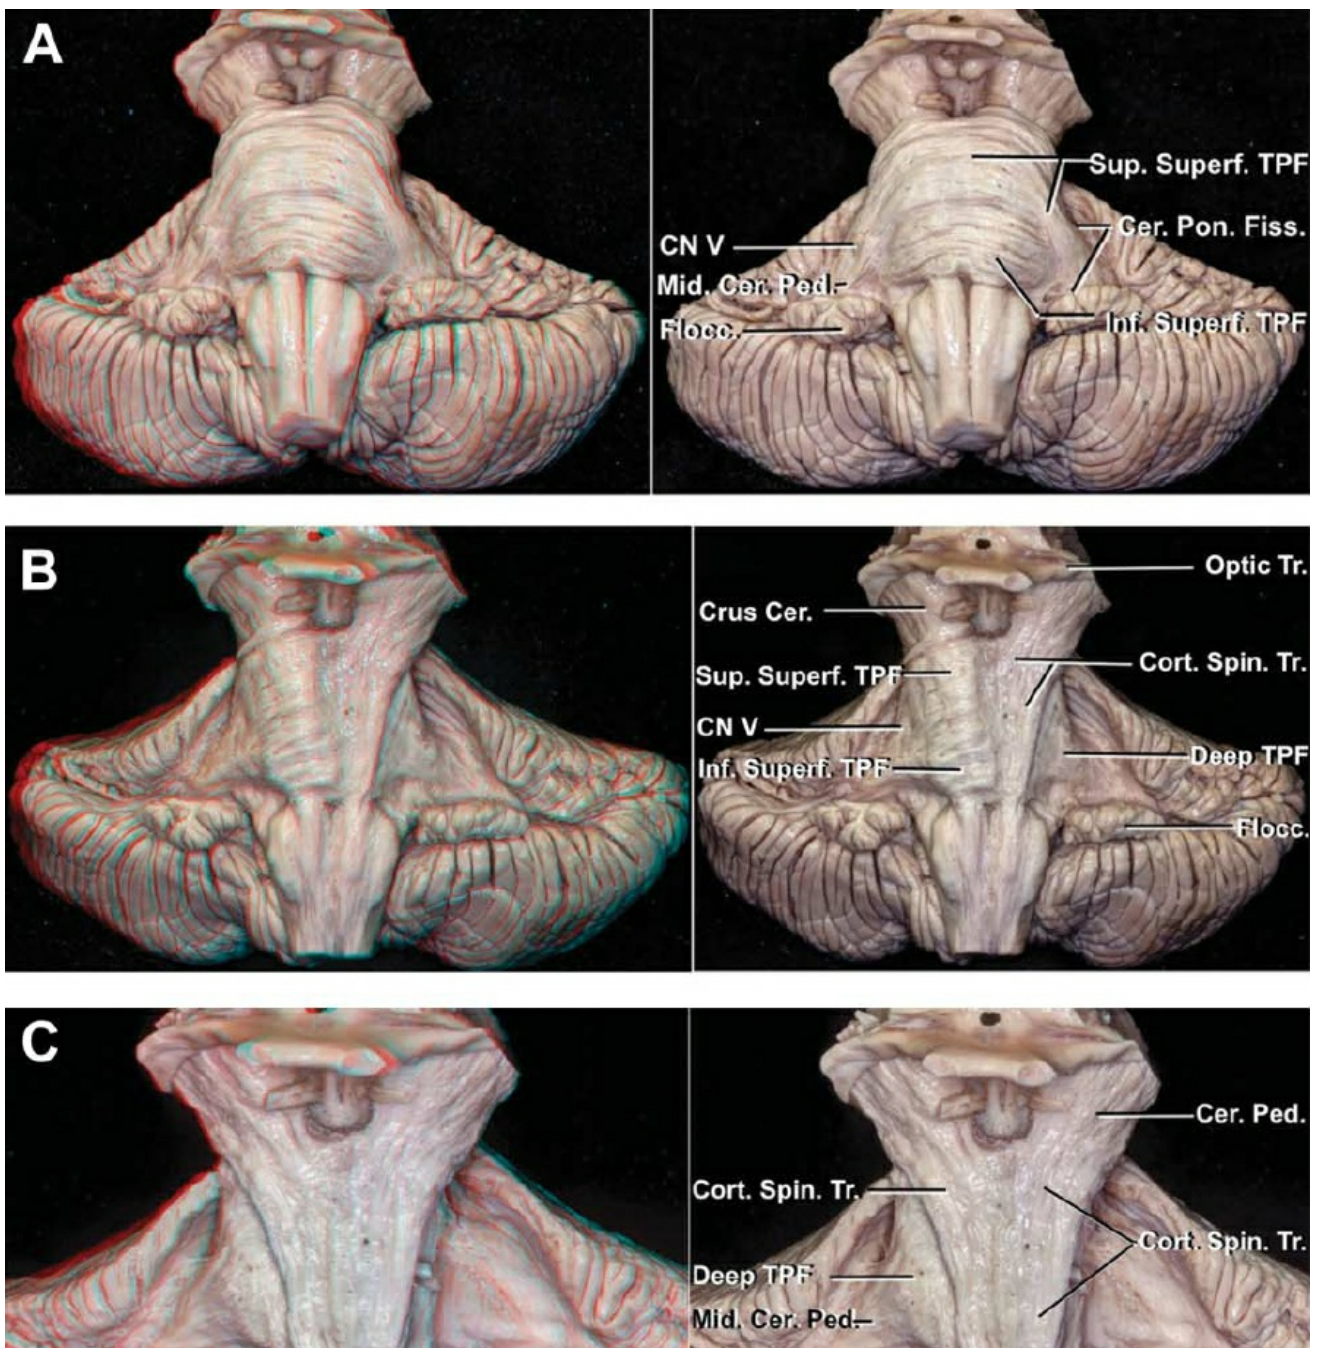 A
Sup. Superf. TPF
Cer. Pon. Fiss.
CN V
Mid. Cer. Ped.
Flocc.
Inf. Superf. TPF
B
Optic Tr.
Crus Cer.
Cort. Spin. Tr.
Sup. Superf. TPF
CN V
Deep TPF
Inf. Superf. TPF
Flocc.
C
Cer. Ped.
Cort. Spin. Tr.
Cort. Spin. Tr.
Deep TPF
Mid. Cer. Ped.